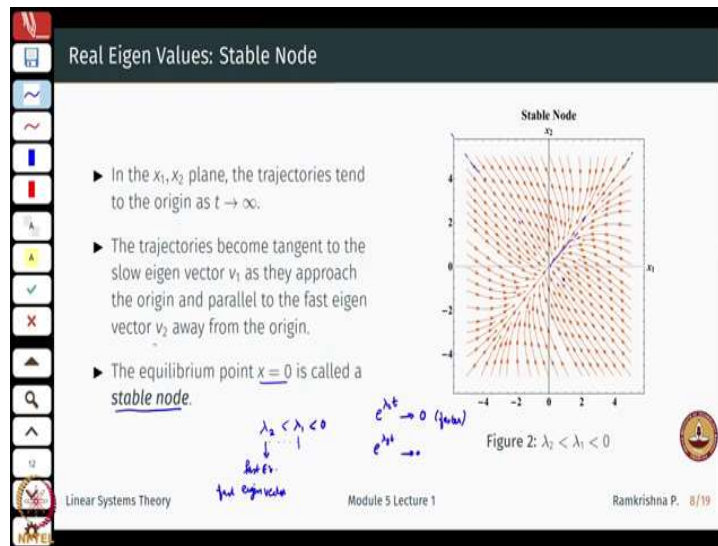 Real Eigen Values: Stable Node
▶ In the x₁, x₂ plane, the trajectories tend
to the origin as t → ∞.
▶ The trajectories become tangent to the
slow eigen vector v₁ as they approach
the origin and parallel to the fast eigen
vector v₂ away from the origin.
▶ The equilibrium point x = 0 is called a
stable node.
λ₂ < λ₁ < 0
fast Ev.
fast eigen vector
→ 0 (faster)
Stable Node
x₂
4
2
0
−2
−4
x₁
−4 −2 0 2 4
Figure 2: λ₂ < λ₁ < 0
A
A
12
NPTEL
Linear Systems Theory Module 5 Lecture 1 Ramkrishna P. 8/19